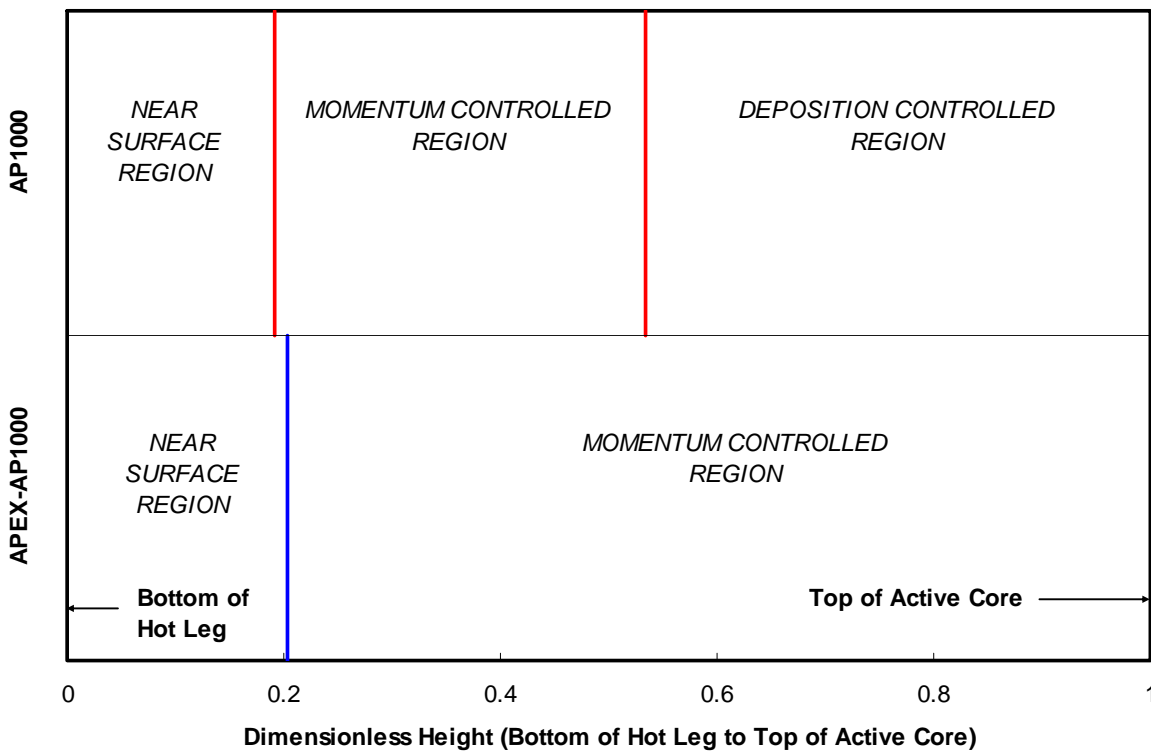 AP1000
NEAR
SURFACE
REGION
MOMENTUM CONTROLLED
REGION
DEPOSITION CONTROLLED
REGION
APEX-AP1000
NEAR
SURFACE
REGION
MOMENTUM CONTROLLED
REGION
Bottom of
Hot Leg
Top of Active Core
0 0.2 0.4 0.6 0.8 1
Dimensionless Height (Bottom of Hot Leg to Top of Active Core)